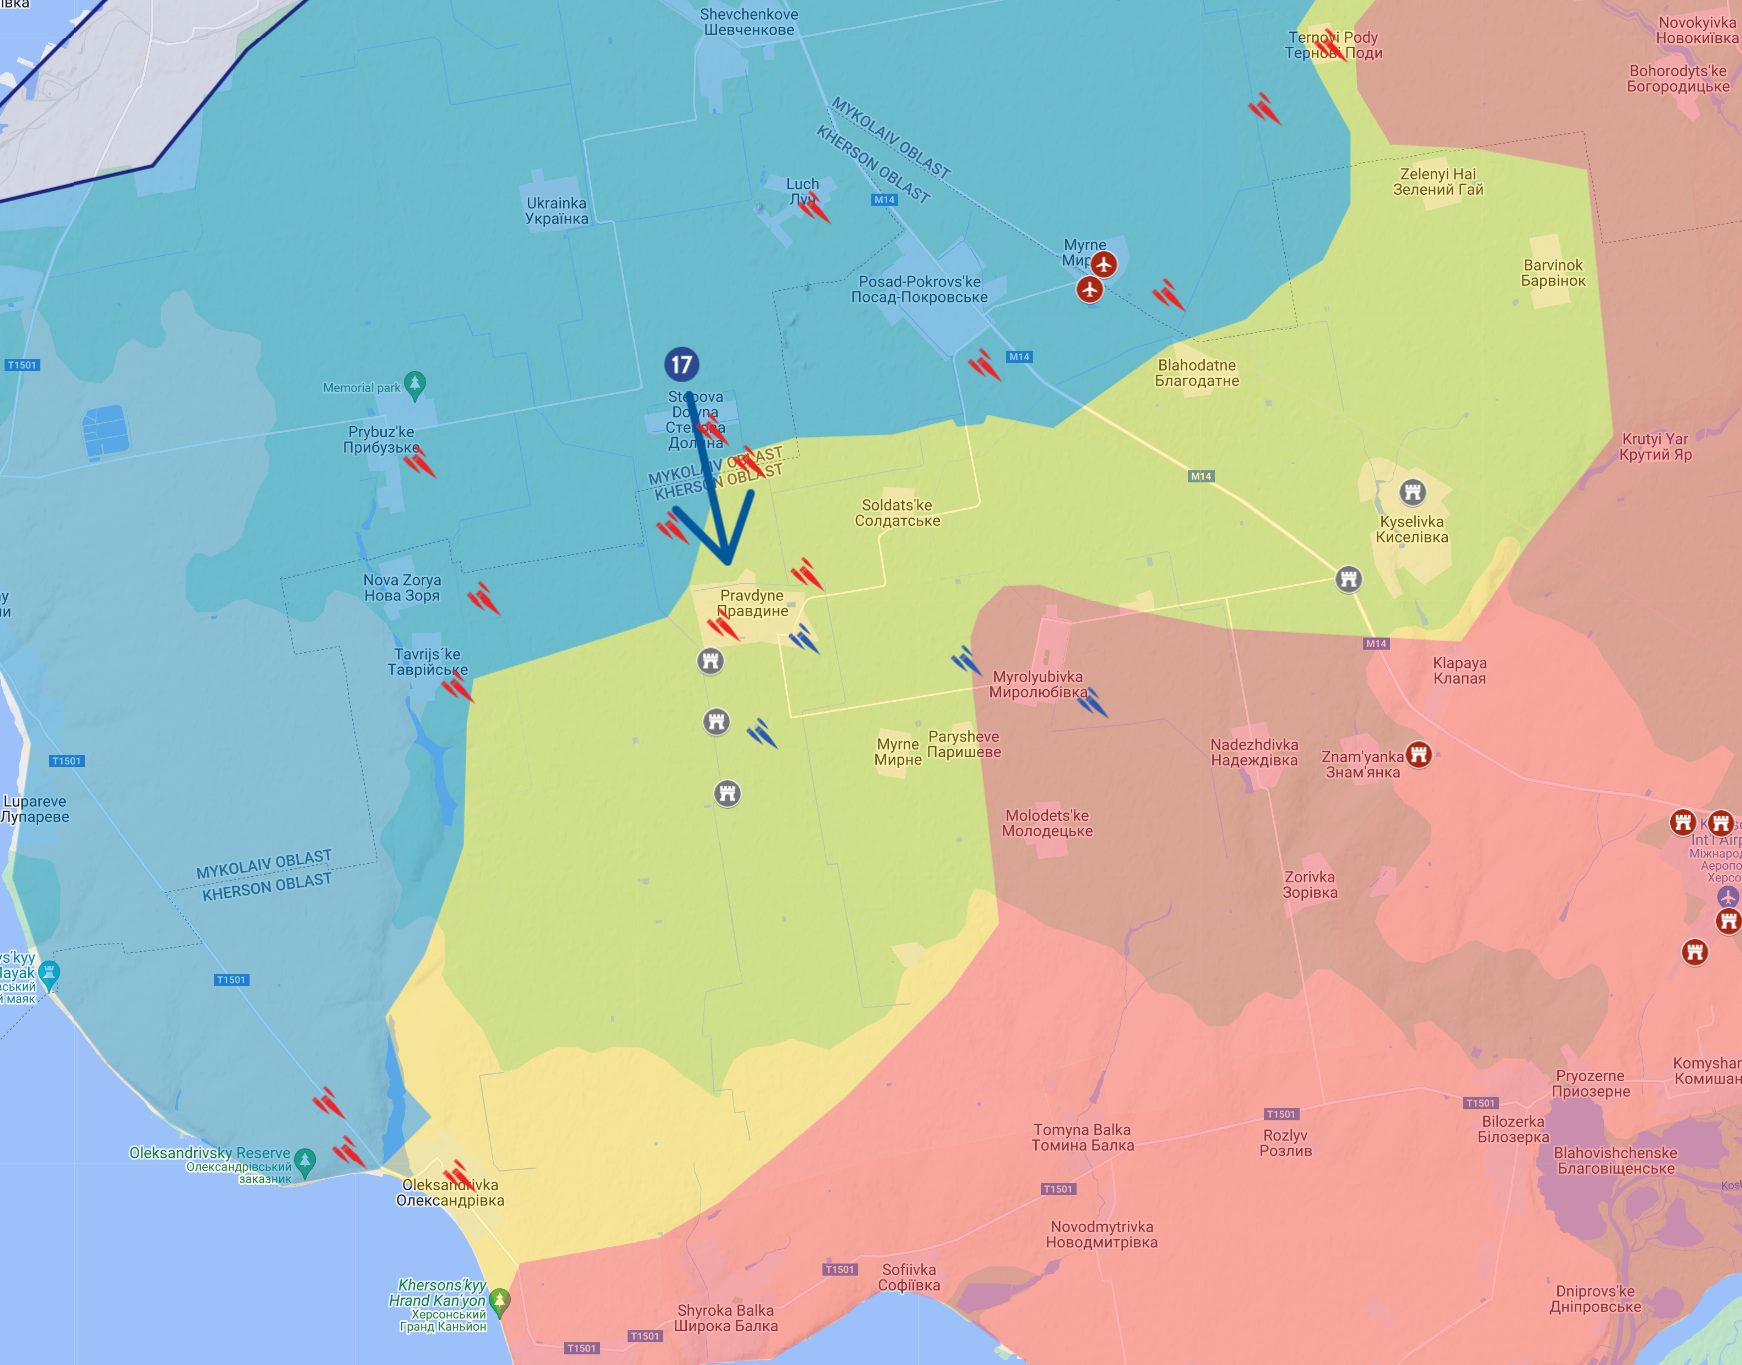 івка
Shevchenkove
Шевченкове
Ternovi Pody
Тернові Поди
Novokyivka
Новокиївка
Bohorodyts'ke
Богородицьке
MYKOLAIV OBLAST
KHERSON OBLAST
Zelenyi Hai
Зелений Гай
Luch
Луч
M14
Ukrainka
Українка
Myrne
Barvinok
Барвінок
Posad-Pokrovs'ke
Посад-Покровське
T1501
M14
17
Blahodatne
Благодатне
Memorial park
Stepova
Dolyna
Степова
Долина
Prybuz'ke
Прибузьке
Krutyi Yar
Крутий Яр
MYKOLAIV OBLAST
KHERSON OBLAST
M14
Soldats'ke
Солдатське
Kyselivka
Киселівка
Nova Zorya
Нова Зоря
Pravdyne
Правдине
M14
Tavrijs'ke
Таврійське
Klapaya
Клапая
Myrolyubivka
Миролюбівка
Myrne
Мирне
Parysheve
Паришеве
Nadezhdivka
Надеждівка
Znam'yanka
Знам'янка
T1501
Lupareve
Лупареве
Molodets'ke
Молодецьке
Int'l Airp
Міжнарод
Аеропо
Херсо
MYKOLAIV OBLAST
KHERSON OBLAST
Zorivka
Зорівка
vs'kyy
Mayak
вський
й маяк
T1501
Komyshan
Комишан
Pryozerne
Приозерне
T1501
T1501
Bilozerka
Білозерка
Tomyna Balka
Томина Балка
Rozlyv
Розлив
Oleksandrivsky Reserve
Олександрівський
заказник
Blahovishchenske
Благовіщенське
Oleksandrivka
Олександрівка
T1501
Kos
Novodmytrivka
Новодмитрівка
T1501
Sofiivka
Софіївка
Khersons'kyy
Hrand Kan'yon
Херсонський
Гранд Каньйон
Dniprovs'ke
Дніпровське
Shyroka Balka
Широка Балка
T1501
T1501